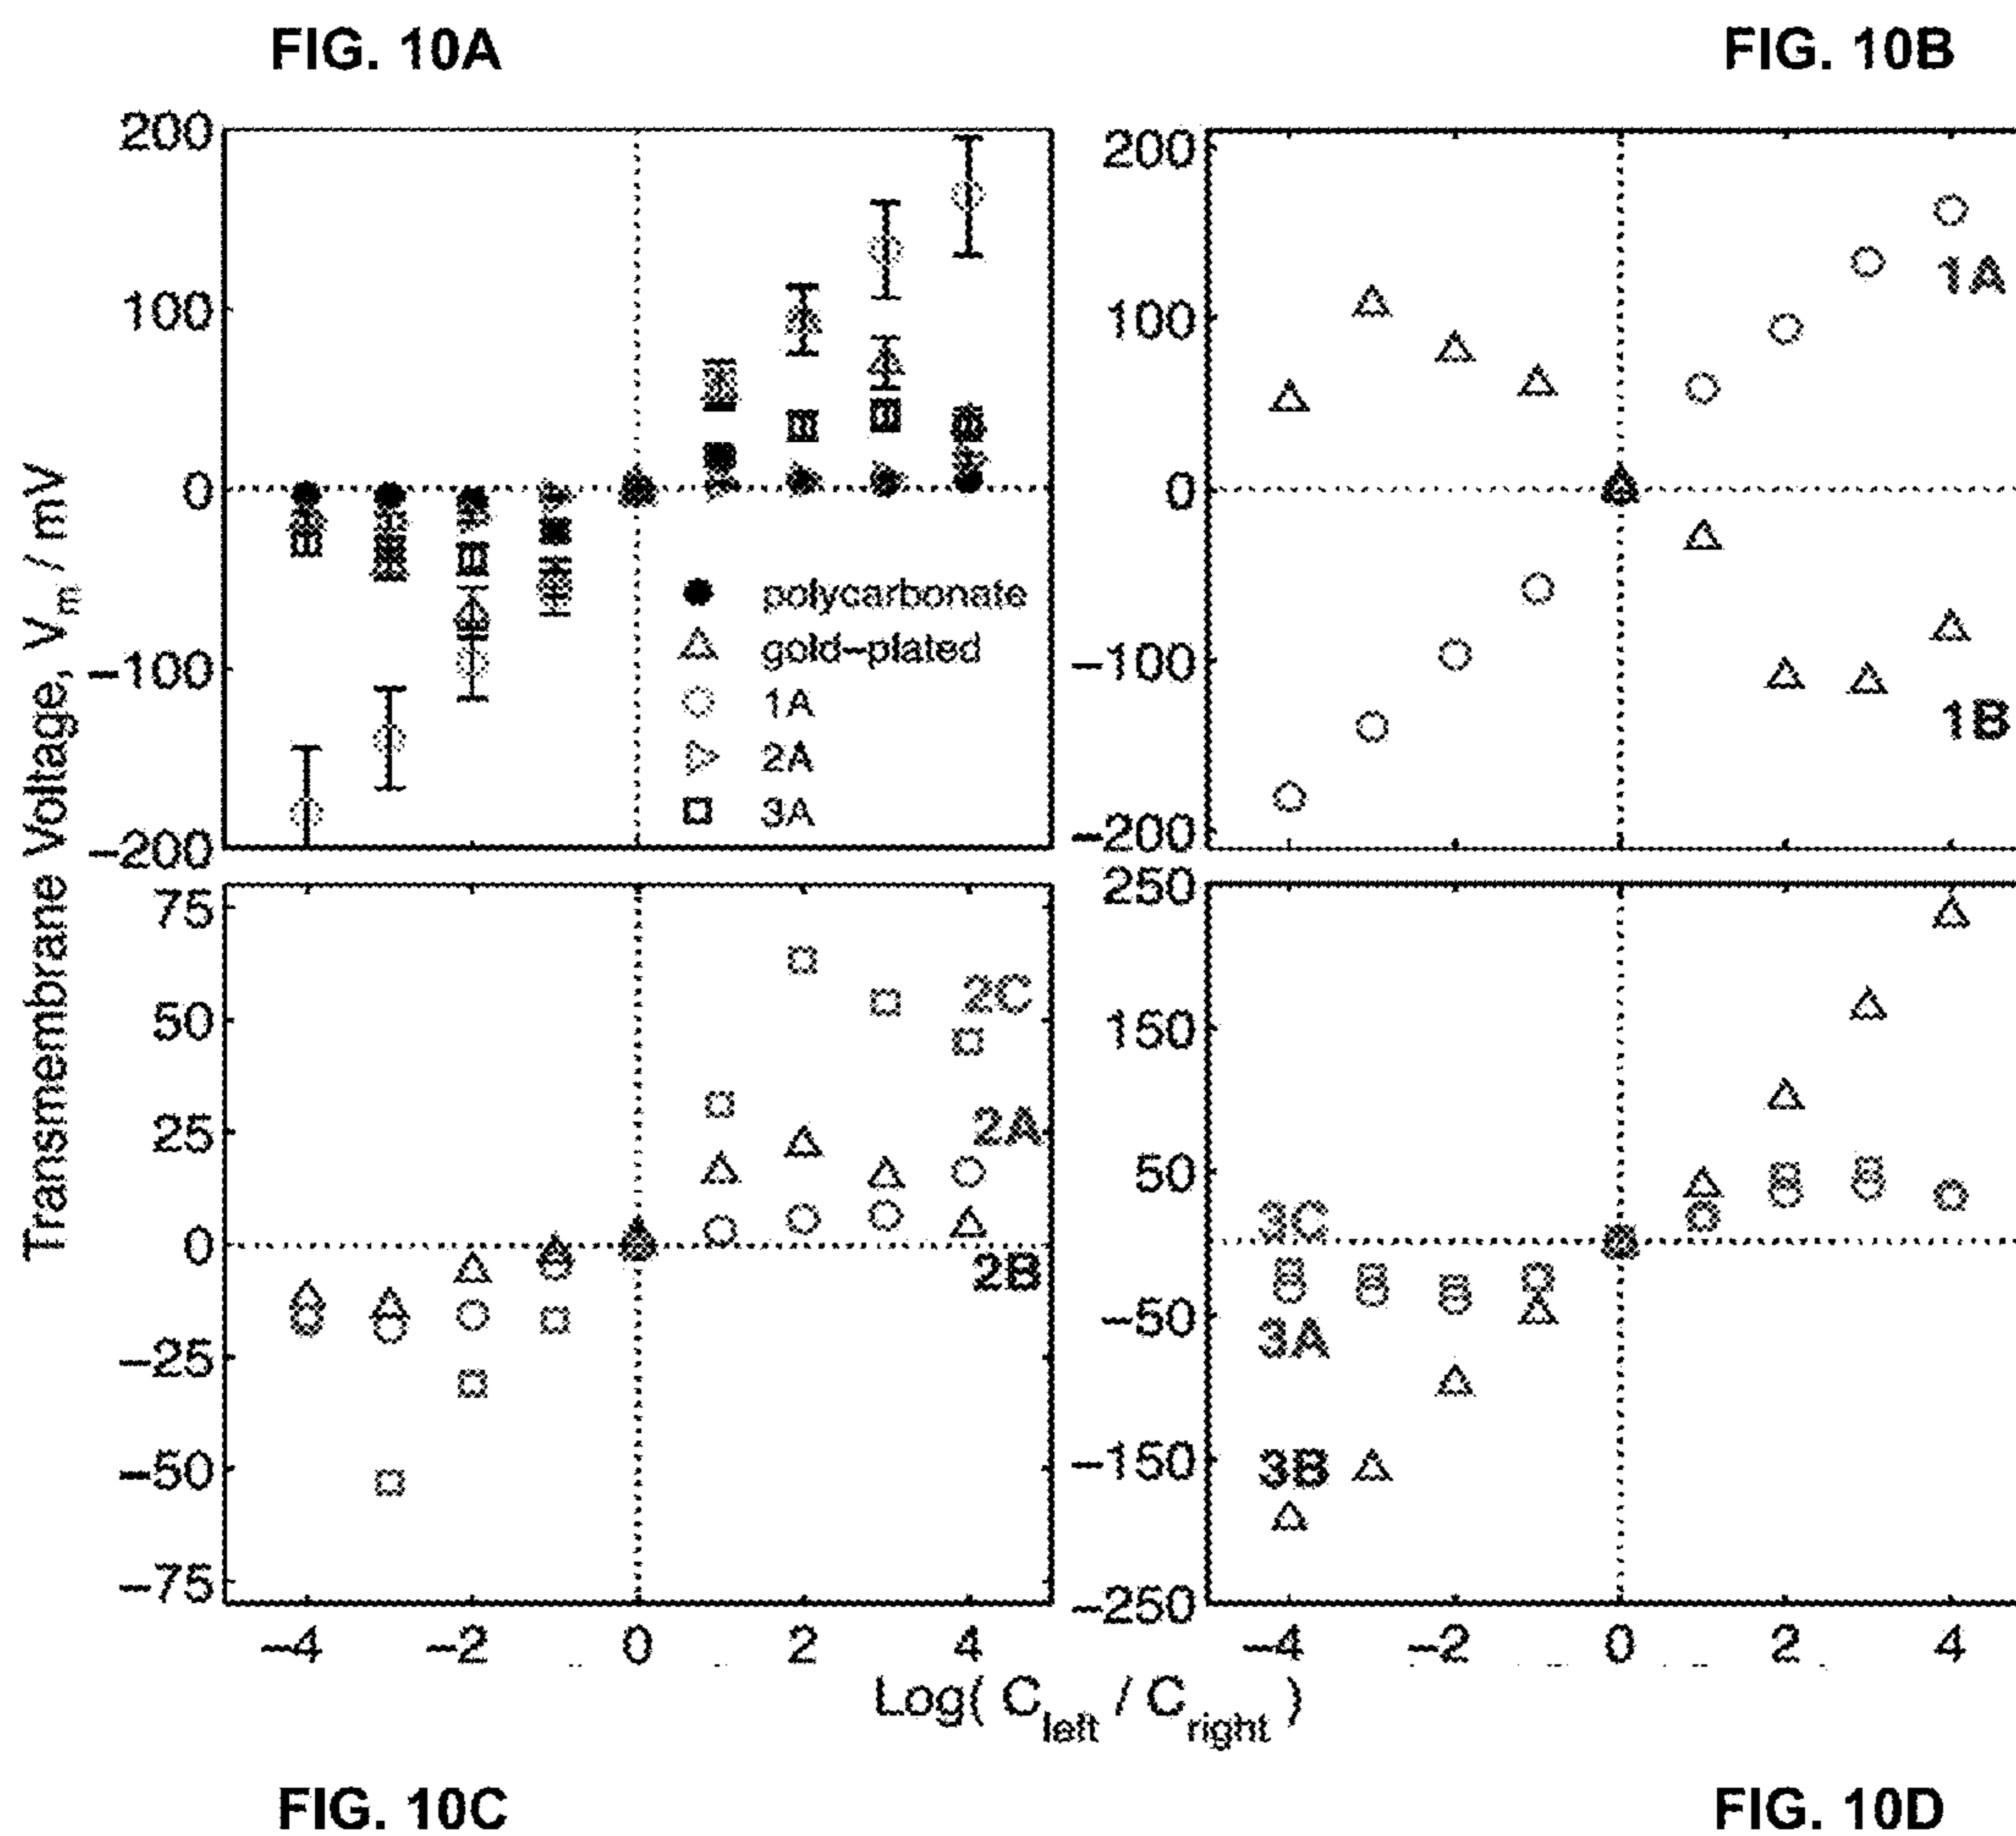 FIG. 10A
FIG. 10B
Transmembrane Voltage, Vm / mV
200
100
0
−100
−200
polycarbonate
gold−plated
1A
2A
3A
200
100
0
−100
−200
1A
1B
75
50
25
0
−25
−50
−75
2C
2A
2B
−4
−2
0
2
4
250
150
50
−50
−150
−250
3C
3A
3B
−4
−2
0
2
4
Log( Cleft / Cright )
FIG. 10C
FIG. 10D